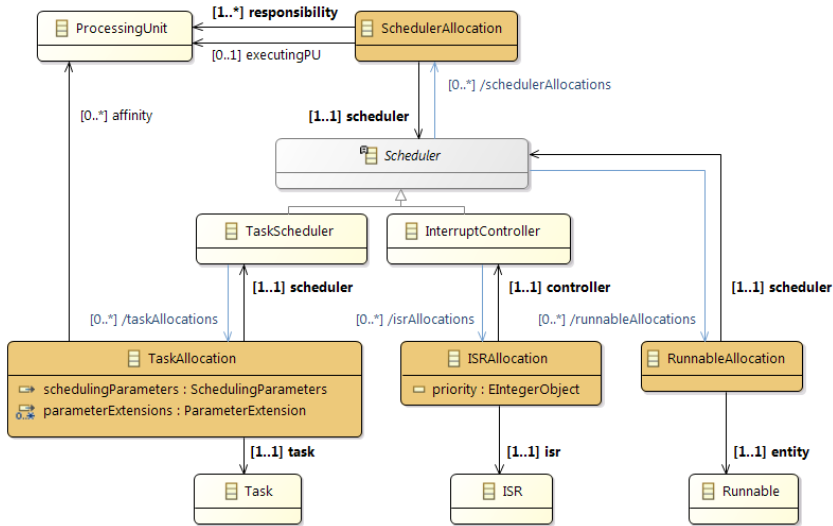 [1..*] responsibility
ProcessingUnit
SchedulerAllocation
[0..1] executingPU
[0..*] /schedulerAllocations
[0..*] affinity
[1..1] scheduler
Scheduler
TaskScheduler
InterruptController
[1..1] scheduler
[1..1] controller
[1..1] scheduler
[0..*] /taskAllocations
[0..*] /isrAllocations
[0..*] /runnableAllocations
TaskAllocation
ISRAllocation
RunnableAllocation
schedulingParameters : SchedulingParameters
priority : EIntegerObject
0..* parameterExtensions : ParameterExtension
[1..1] task
[1..1] isr
[1..1] entity
Task
ISR
Runnable